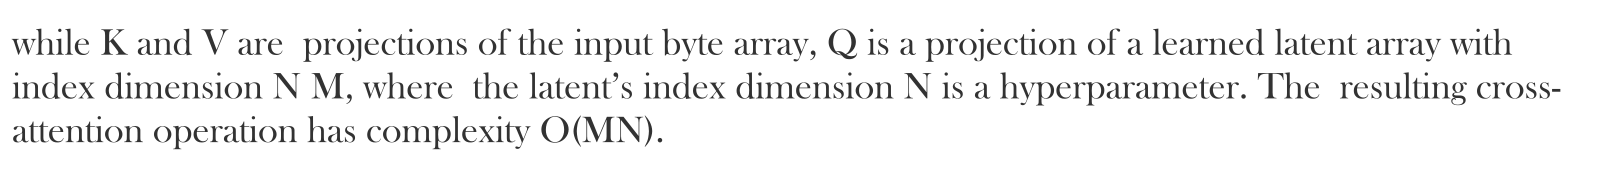 while K and V are  projections of the input byte array, Q is a projection of a learned latent array with
index dimension N M, where  the latent’s index dimension N is a hyperparameter. The  resulting cross-
attention operation has complexity O(MN).